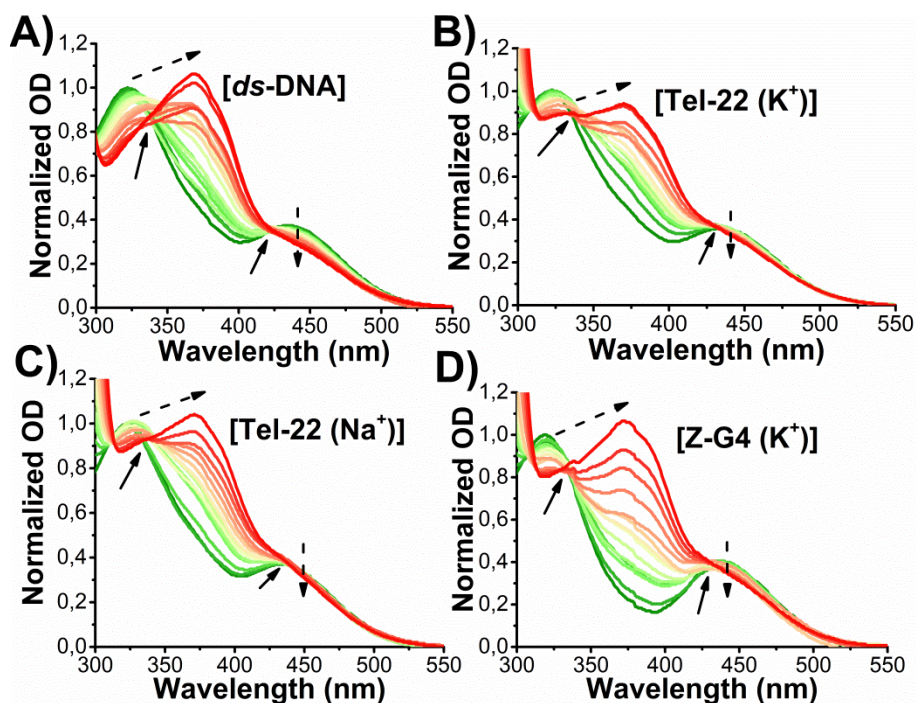 A)
[ds-DNA]
Normalized OD
1,2
1,0
0,8
0,6
0,4
0,2
0,0
300 350 400 450 500 550
Wavelength (nm)
B)
[Tel-22 (K⁺)]
Normalized OD
1,2
1,0
0,8
0,6
0,4
0,2
0,0
300 350 400 450 500 550
Wavelength (nm)
C)
[Tel-22 (Na⁺)]
Normalized OD
1,2
1,0
0,8
0,6
0,4
0,2
0,0
300 350 400 450 500 550
Wavelength (nm)
D)
[Z-G4 (K⁺)]
Normalized OD
1,2
1,0
0,8
0,6
0,4
0,2
0,0
300 350 400 450 500 550
Wavelength (nm)